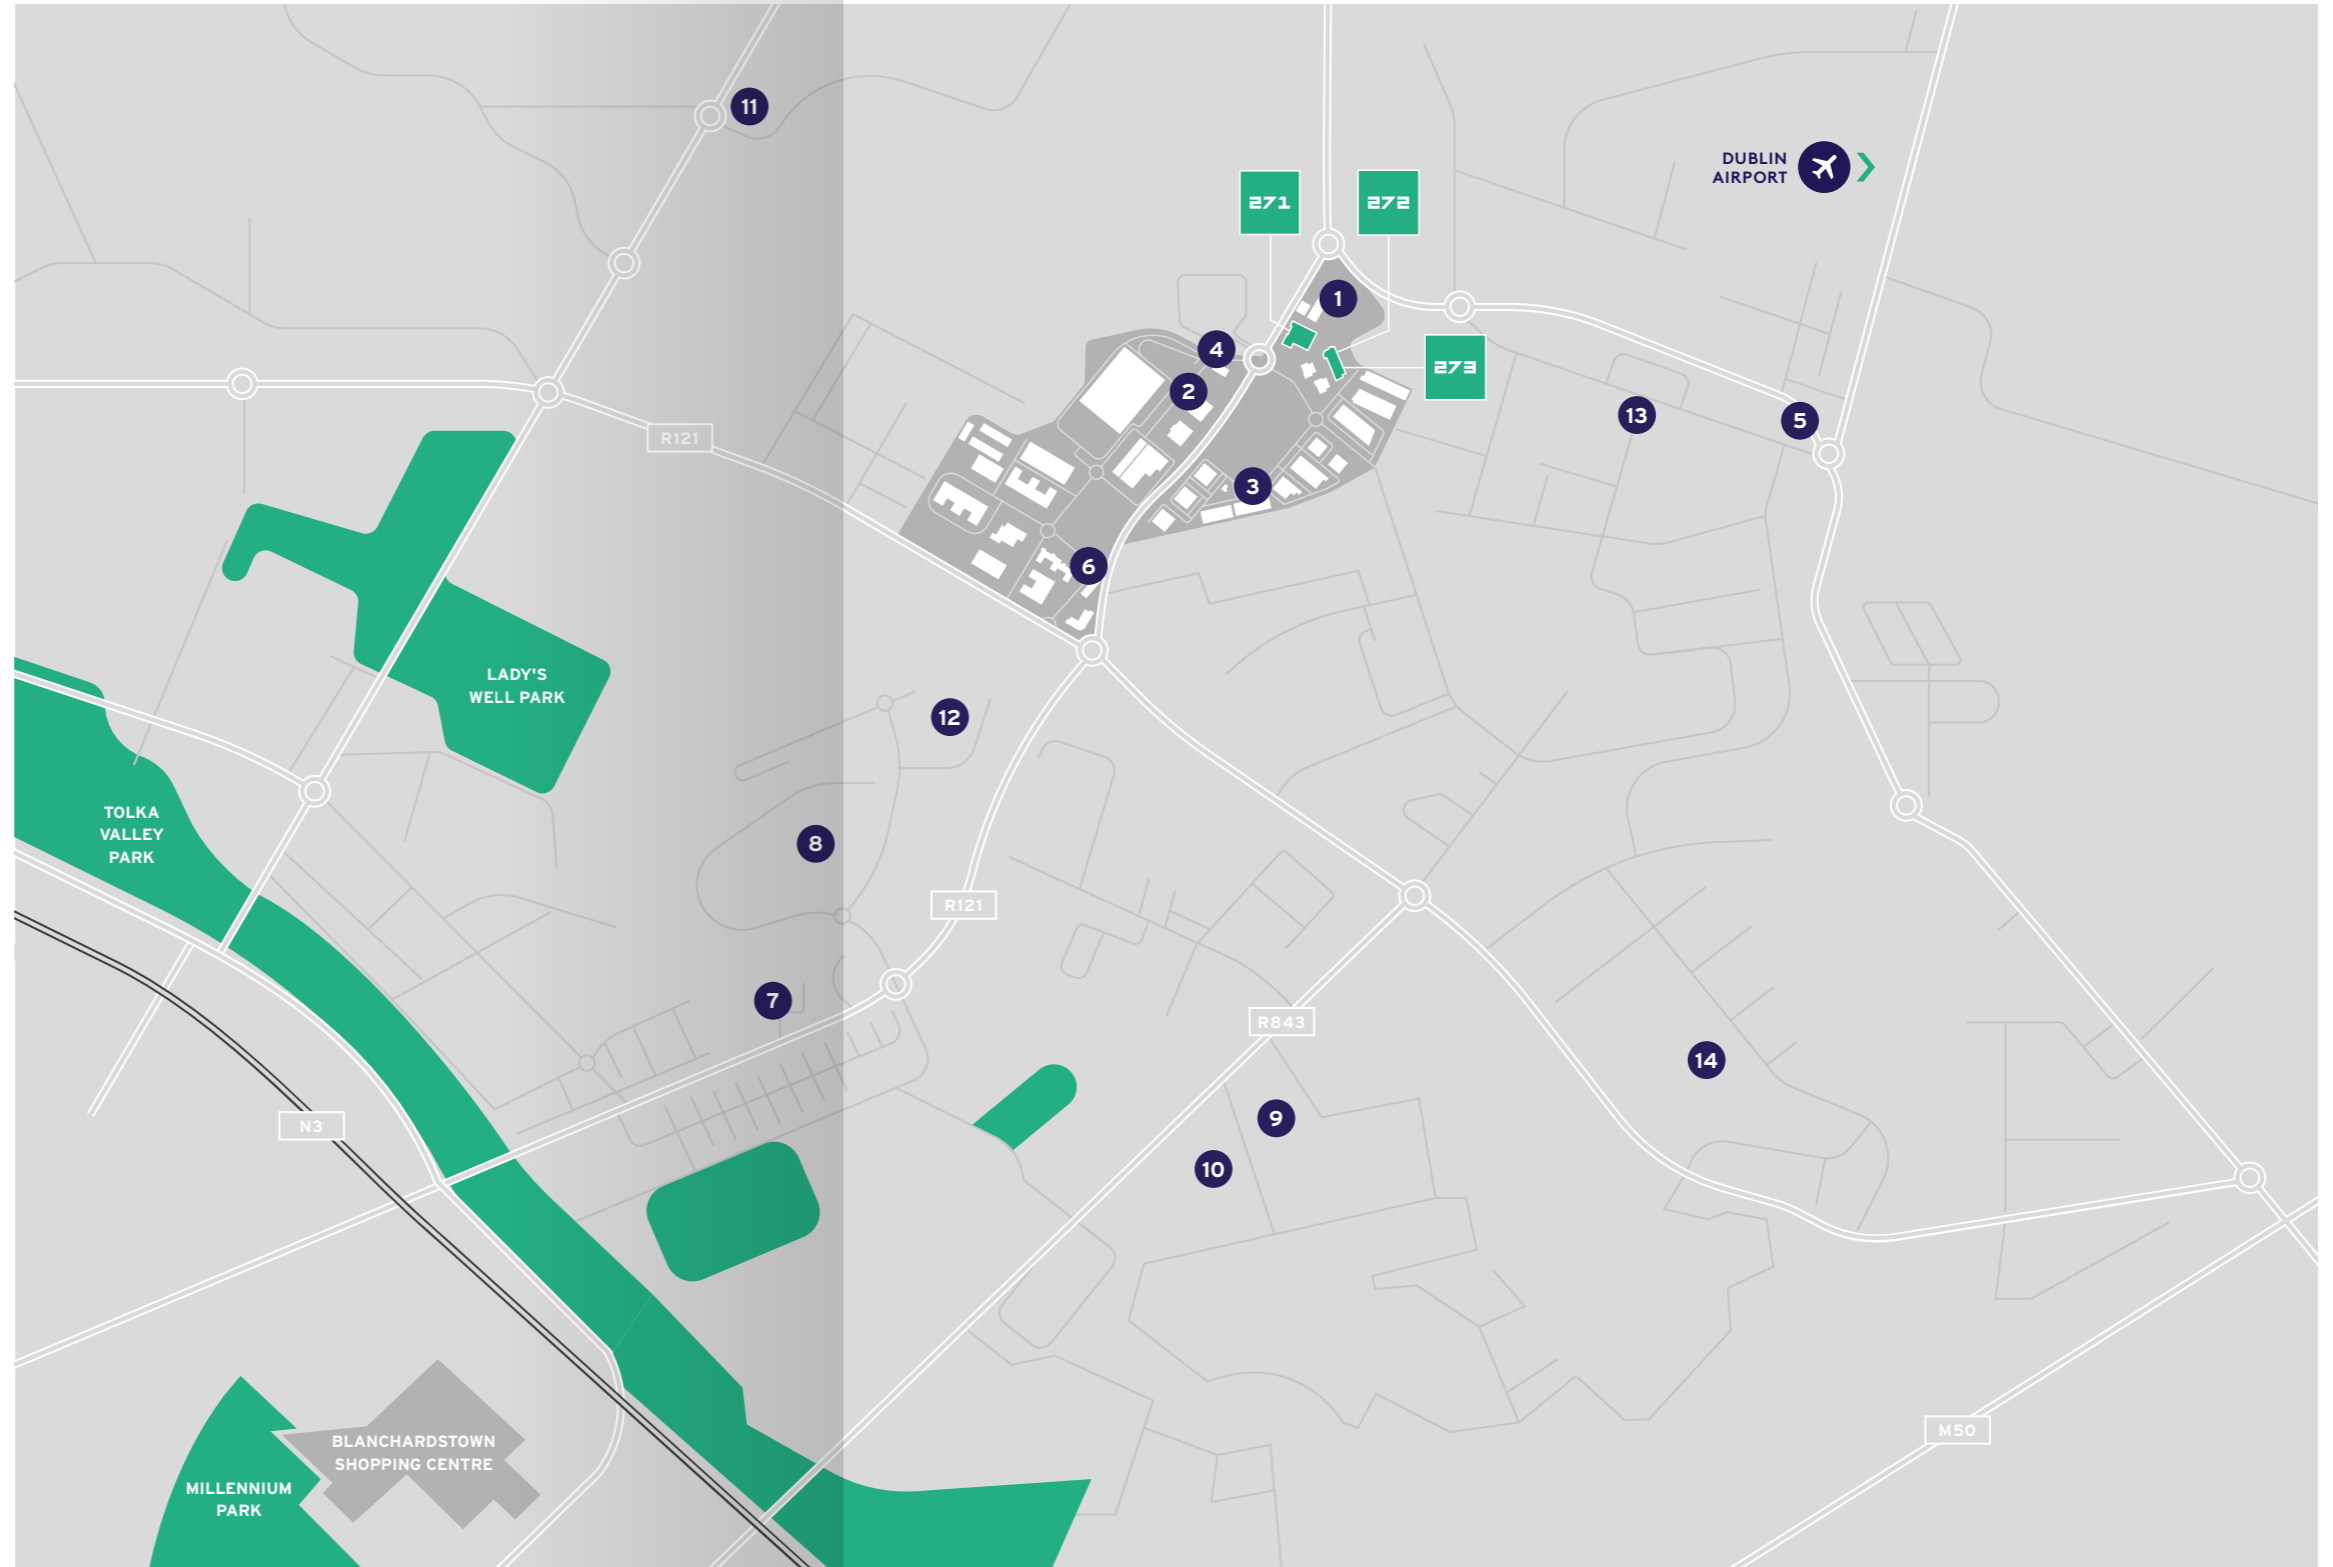 11
DUBLIN
AIRPORT
271
272
1
4
273
2
13
5
R121
3
6
LADY'S
WELL PARK
12
TOLKA
VALLEY
PARK
8
R121
7
R843
14
N3
9
10
BLANCHARDSTOWN
SHOPPING CENTRE
M50
MILLENNIUM
PARK